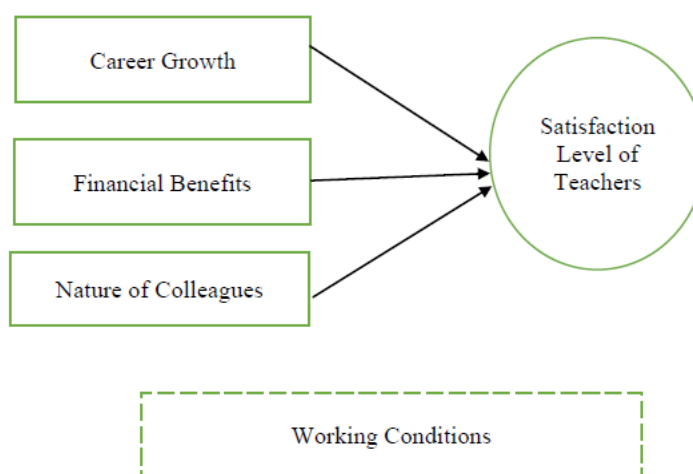 Career Growth
Satisfaction
Level of
Teachers
Financial Benefits
Nature of Colleagues
Working Conditions